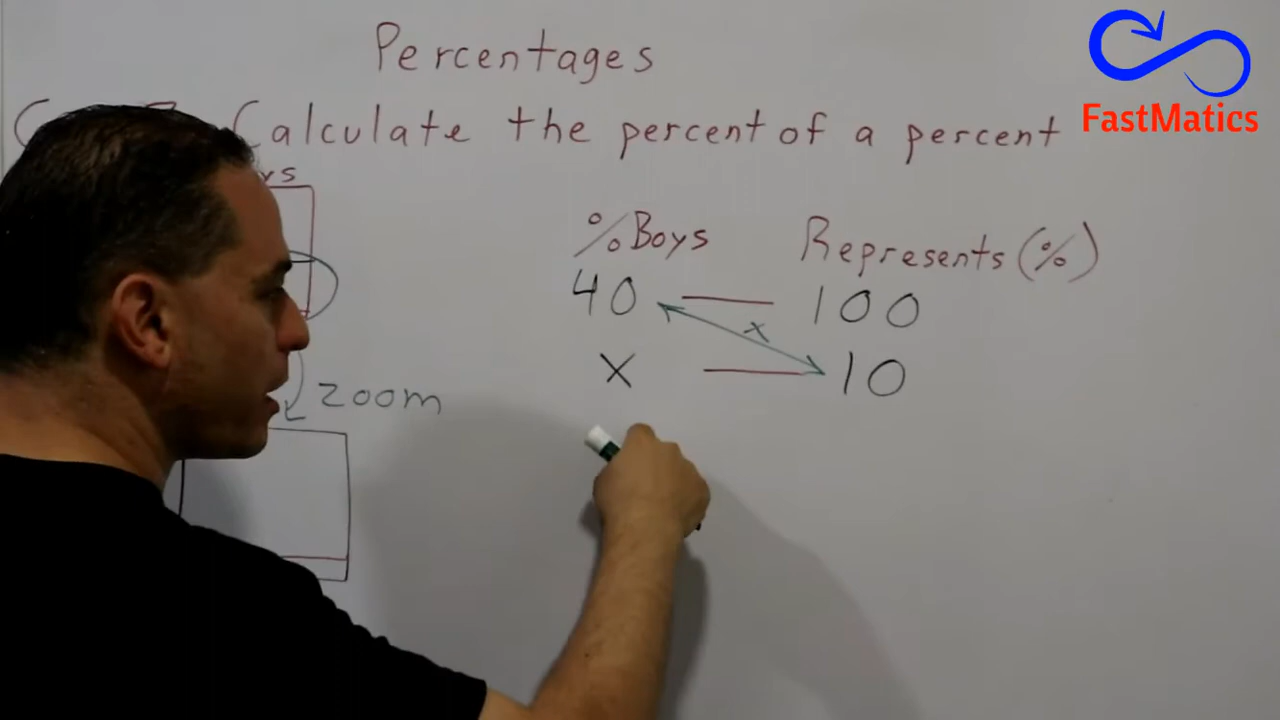 Percentages
Calculate the percent of a percent
FastMatics
% Boys Represents (%)
40 — 100
x
x — 10
zoom